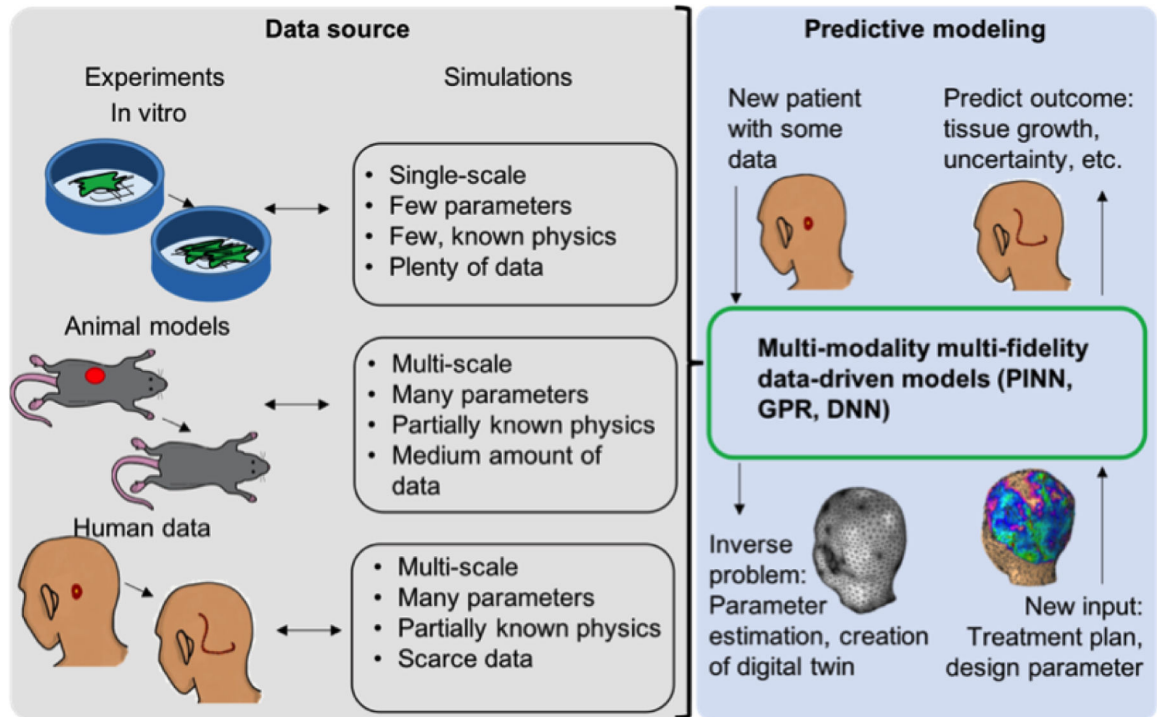 Data source
Experiments
In vitro
Simulations
• Single-scale
• Few parameters
• Few, known physics
• Plenty of data
Animal models
• Multi-scale
• Many parameters
• Partially known physics
• Medium amount of
data
Human data
• Multi-scale
• Many parameters
• Partially known physics
• Scarce data
Predictive modeling
New patient
with some
data
Predict outcome:
tissue growth,
uncertainty, etc.
Multi-modality multi-fidelity
data-driven models (PINN,
GPR, DNN)
Inverse
problem:
Parameter
estimation, creation
of digital twin
New input:
Treatment plan,
design parameter